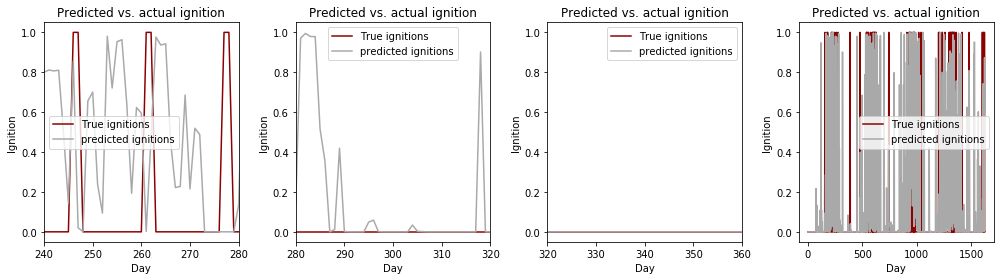 Predicted vs. actual ignition
1.0
0.8
0.6
0.4
0.2
0.0
Ignition
True ignitions
predicted ignitions
240
250
260
270
280
Day
Predicted vs. actual ignition
1.0
0.8
0.6
0.4
0.2
0.0
Ignition
True ignitions
predicted ignitions
280
290
300
310
320
Day
Predicted vs. actual ignition
1.0
0.8
0.6
0.4
0.2
0.0
Ignition
True ignitions
predicted ignitions
320
330
340
350
360
Day
Predicted vs. actual ignition
1.0
0.8
0.6
0.4
0.2
0.0
Ignition
True ignitions
predicted ignitions
0
500
1000
1500
Day